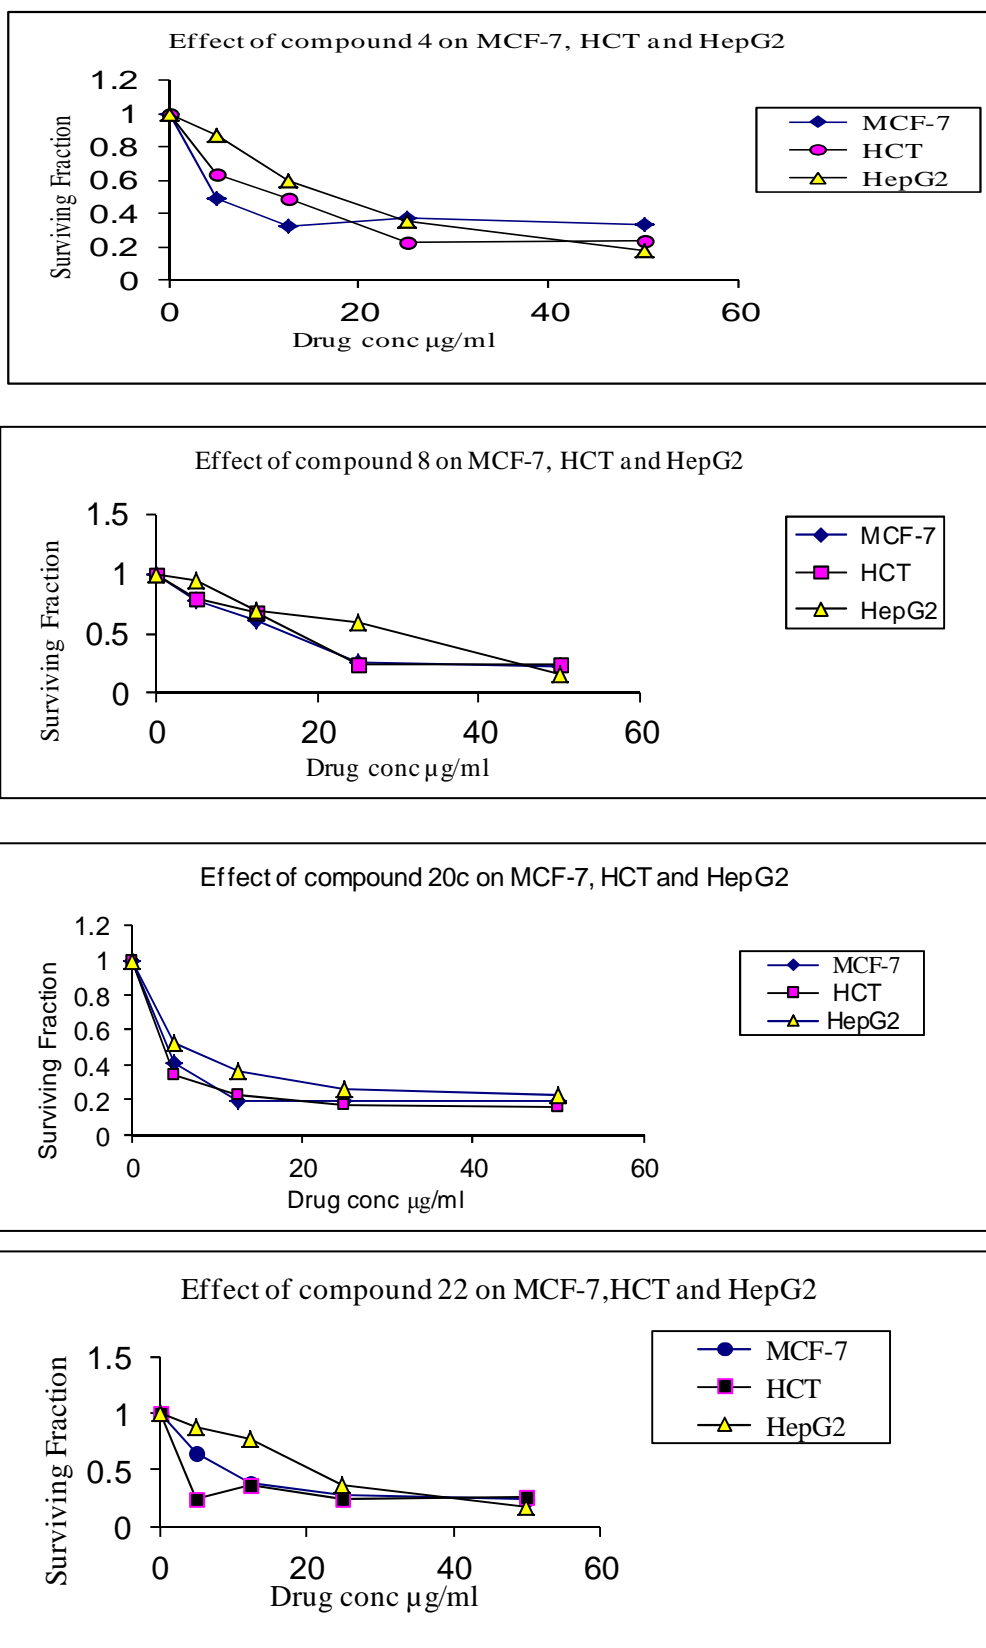 Effect of compound 4 on MCF-7, HCT and HepG2
1.2
1
0.8
0.6
0.4
0.2
0
Surviving Fraction
0 20 40 60
Drug conc µg/ml
MCF-7
HCT
HepG2
Effect of compound 8 on MCF-7, HCT and HepG2
1.5
1
0.5
0
Surviving Fraction
0 20 40 60
Drug conc µg/ml
MCF-7
HCT
HepG2
Effect of compound 20c on MCF-7, HCT and HepG2
1.2
1
0.8
0.6
0.4
0.2
0
Surviving Fraction
0 20 40 60
Drug conc µg/ml
MCF-7
HCT
HepG2
Effect of compound 22 on MCF-7,HCT and HepG2
1.5
1
0.5
0
Surviving Fraction
0 20 40 60
Drug conc µg/ml
MCF-7
HCT
HepG2